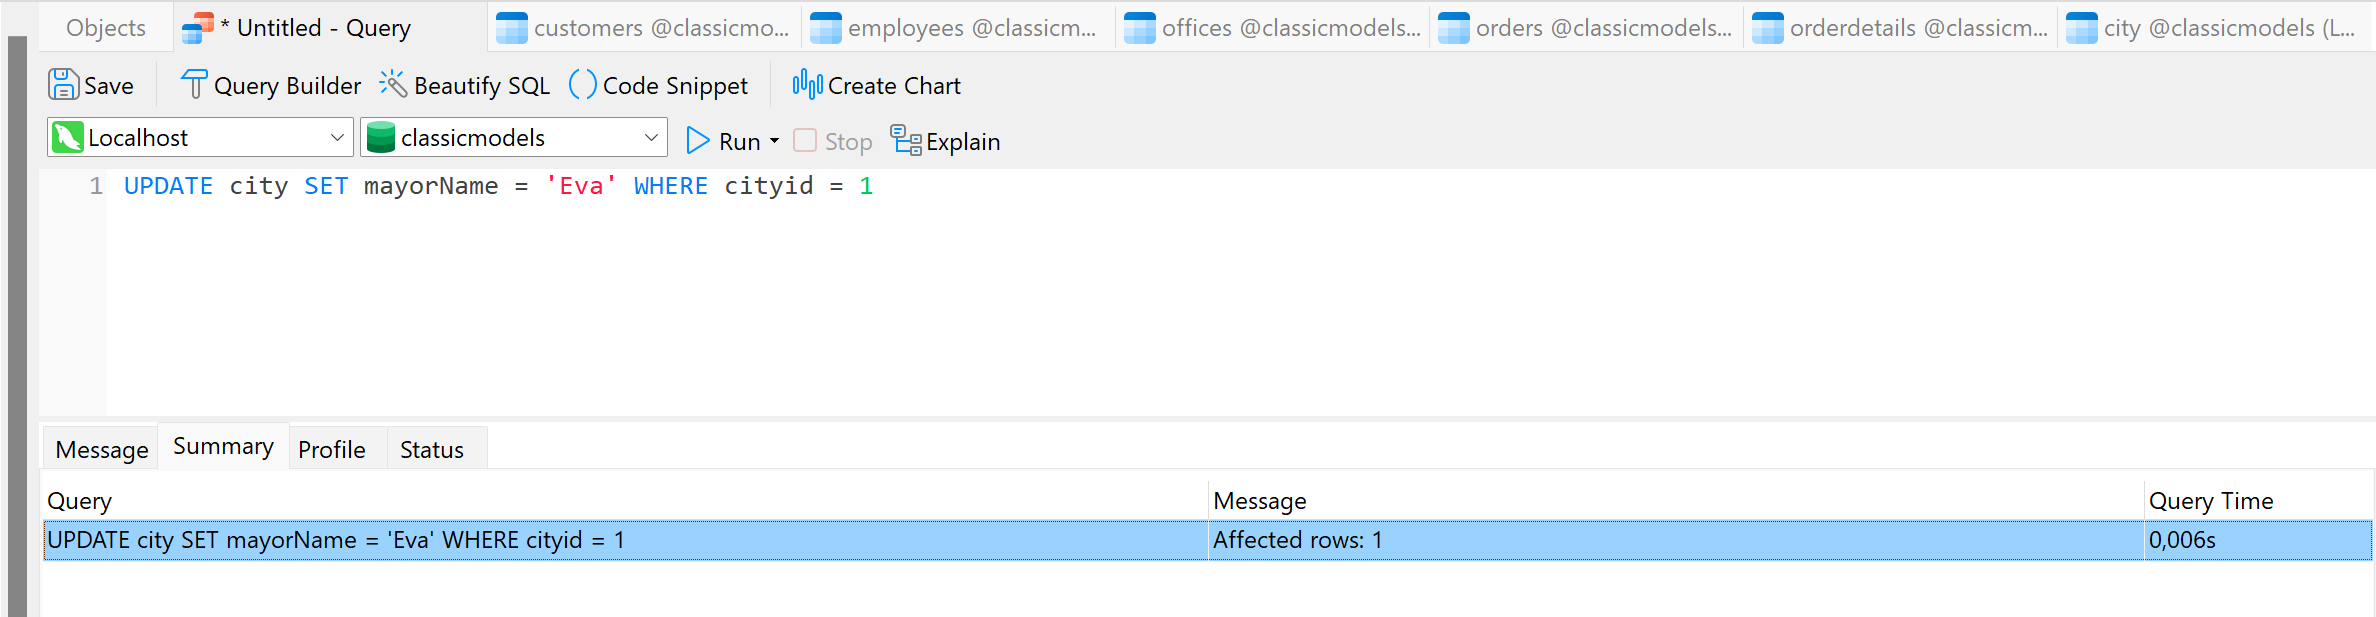 Objects * Untitled - Query customers @classicmo... employees @classicm... offices @classicmodels... orders @classicmodels... orderdetails @classicm... city @classicmodels (L...
Save Query Builder Beautify SQL Code Snippet Create Chart
Localhost classicmodels Run Stop Explain
1 UPDATE city SET mayorName = 'Eva' WHERE cityid = 1
Message Summary Profile Status
Query Message Query Time
UPDATE city SET mayorName = 'Eva' WHERE cityid = 1 Affected rows: 1 0,006s